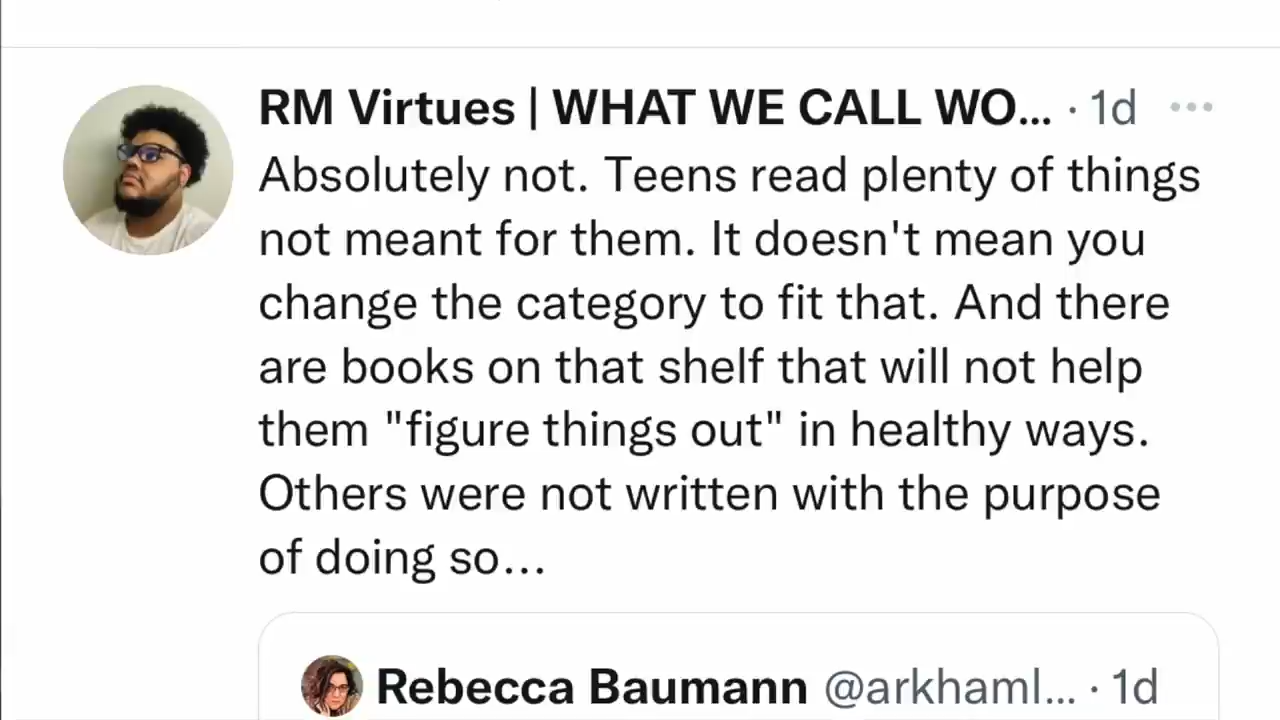 RM Virtues | WHAT WE CALL WO... · 1d ...
Absolutely not. Teens read plenty of things
not meant for them. It doesn't mean you
change the category to fit that. And there
are books on that shelf that will not help
them "figure things out" in healthy ways.
Others were not written with the purpose
of doing so...
Rebecca Baumann @arkhaml... · 1d